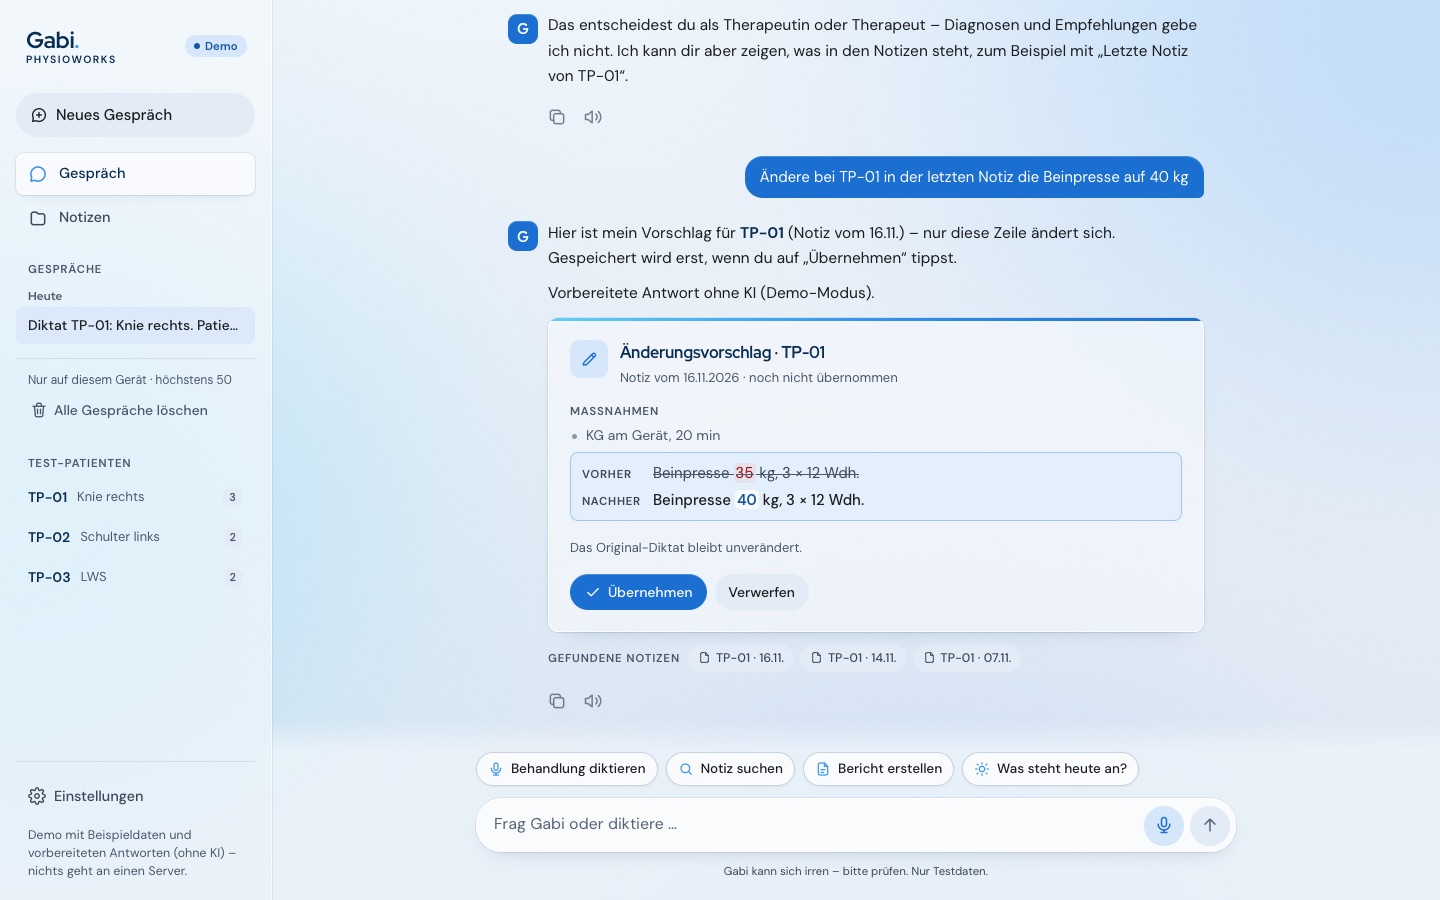 Gabi.
PHYSIOWORKS
Demo
Neues Gespräch
Gespräch
Notizen
GESPRÄCHE
Heute
Diktat TP-01: Knie rechts. Patie…
Nur auf diesem Gerät · höchstens 50
Alle Gespräche löschen
TEST-PATIENTEN
TP-01 Knie rechts 3
TP-02 Schulter links 2
TP-03 LWS 2
Einstellungen
Demo mit Beispieldaten und
vorbereiteten Antworten (ohne KI) –
nichts geht an einen Server.
G
Das entscheidest du als Therapeutin oder Therapeut – Diagnosen und Empfehlungen gebe
ich nicht. Ich kann dir aber zeigen, was in den Notizen steht, zum Beispiel mit „Letzte Notiz
von TP-01“.
Ändere bei TP-01 in der letzten Notiz die Beinpresse auf 40 kg
G
Hier ist mein Vorschlag für TP-01 (Notiz vom 16.11.) – nur diese Zeile ändert sich.
Gespeichert wird erst, wenn du auf „Übernehmen“ tippst.
Vorbereitete Antwort ohne KI (Demo-Modus).
Änderungsvorschlag · TP-01
Notiz vom 16.11.2026 · noch nicht übernommen
MASSNAHMEN
• KG am Gerät, 20 min
VORHER Beinpresse 35 kg, 3 × 12 Wdh.
NACHHER Beinpresse 40 kg, 3 × 12 Wdh.
Das Original-Diktat bleibt unverändert.
Übernehmen Verwerfen
GEFUNDENE NOTIZEN TP-01 · 16.11. TP-01 · 14.11. TP-01 · 07.11.
Behandlung diktieren Notiz suchen Bericht erstellen Was steht heute an?
Frag Gabi oder diktiere …
Gabi kann sich irren – bitte prüfen. Nur Testdaten.